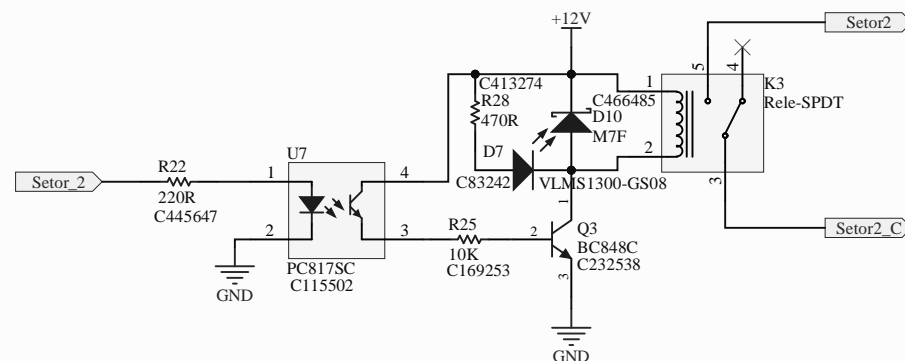 +12V
Setor2
C413274
R28
470R
D7
C83242
C466485
D10
M7F
VLMS1300-GS08
1
2
5
4
3
K3
Rele-SPDT
Setor2_C
Setor_2
R22
220R
C445647
U7
1
2
4
3
PC817SC
C115502
GND
R25
10K
C169253
1
2
3
Q3
BC848C
C232538
GND